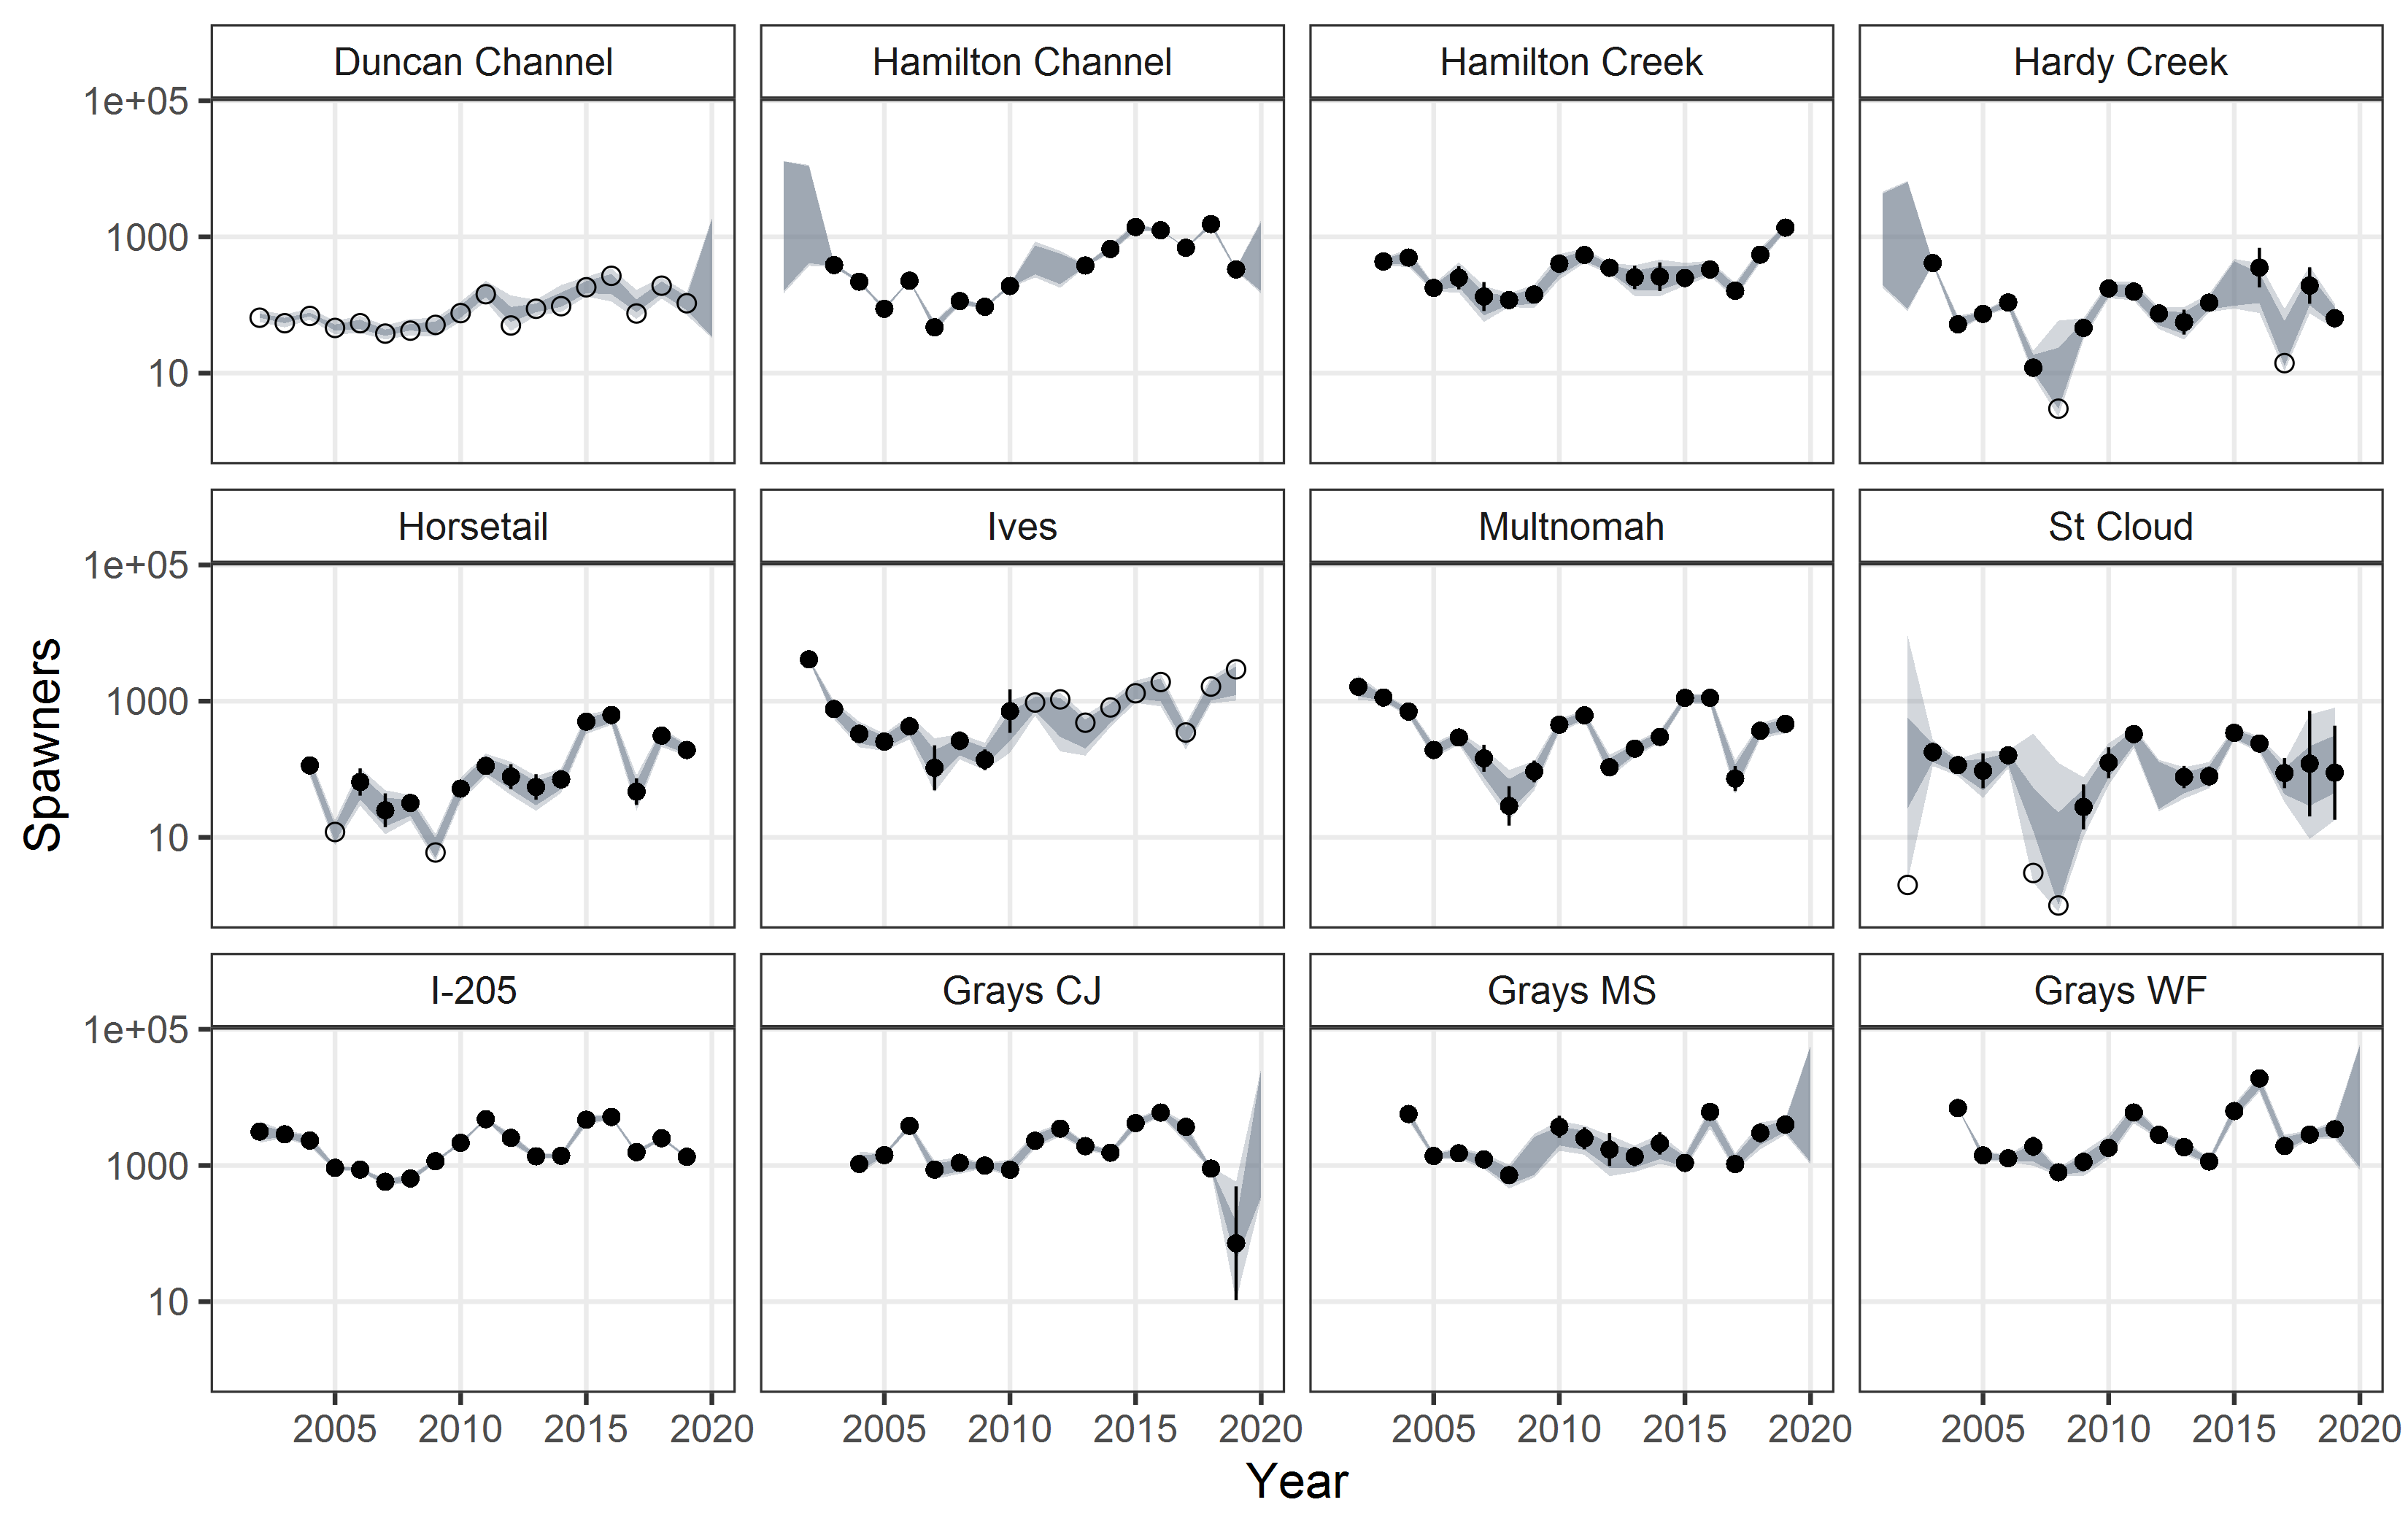 Duncan Channel
Hamilton Channel
Hamilton Creek
Hardy Creek
1e+05
1000
10
Horsetail
Ives
Multnomah
St Cloud
1e+05
1000
10
Spawners
I-205
Grays CJ
Grays MS
Grays WF
1e+05
1000
10
2005 2010 2015 2020
2005 2010 2015 2020
2005 2010 2015 2020
2005 2010 2015 2020
Year